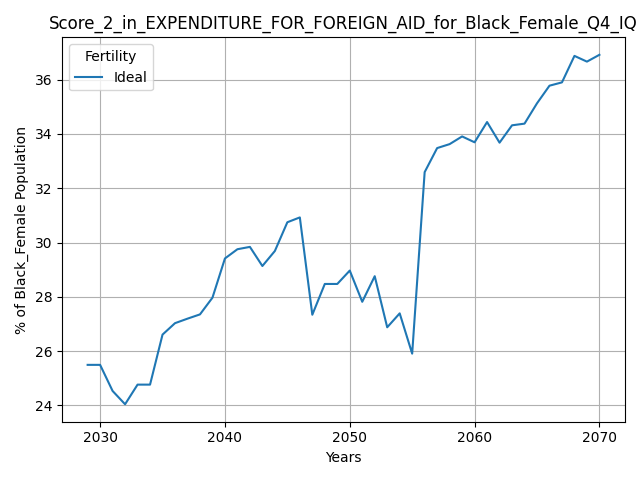 Score_2_in_EXPENDITURE_FOR_FOREIGN_AID_for_Black_Female_Q4_IQ
Fertility
Ideal
% of Black_Female Population
36
34
32
30
28
26
24
2030 2040 2050 2060 2070
Years